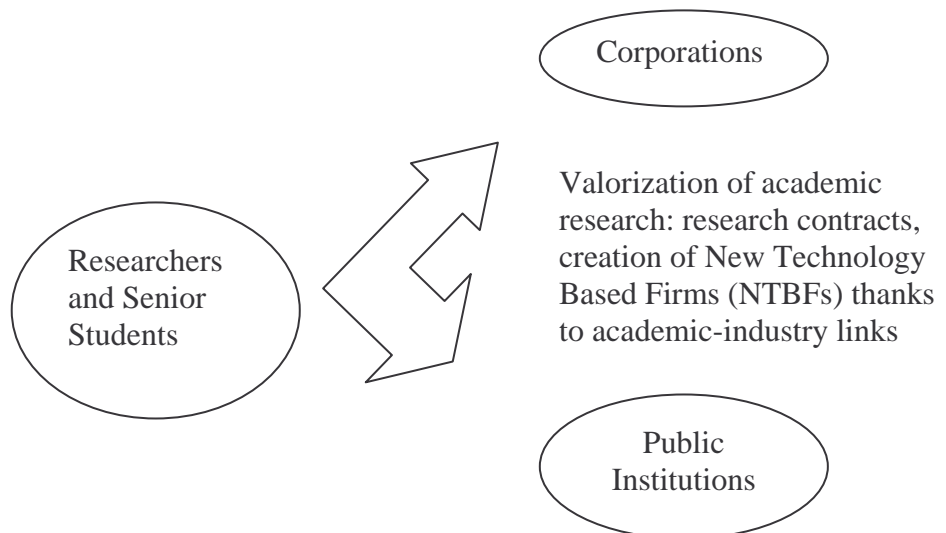 Corporations
Researchers
and Senior
Students
Valorization of academic
research: research contracts,
creation of New Technology
Based Firms (NTBFs) thanks
to academic-industry links
Public
Institutions